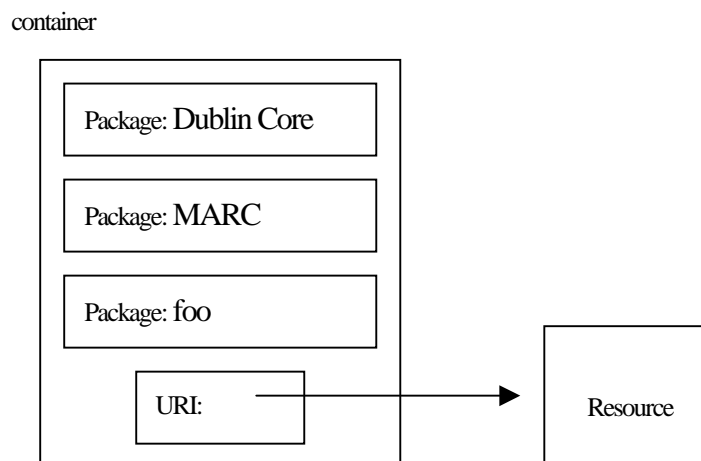 container
Package: Dublin Core
Package: MARC
Package: foo
URI:
Resource